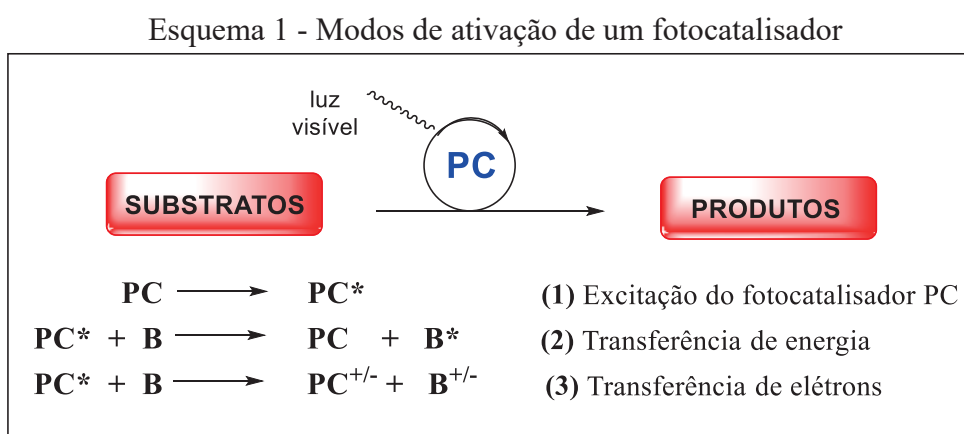 Esquema 1 - Modos de ativação de um fotocatalisador
luz
visível
PC
SUBSTRATOS
PRODUTOS
PC ⟶ PC* (1) Excitação do fotocatalisador PC
PC* + B ⟶ PC + B* (2) Transferência de energia
PC* + B ⟶ PC+/- + B+/- (3) Transferência de elétrons